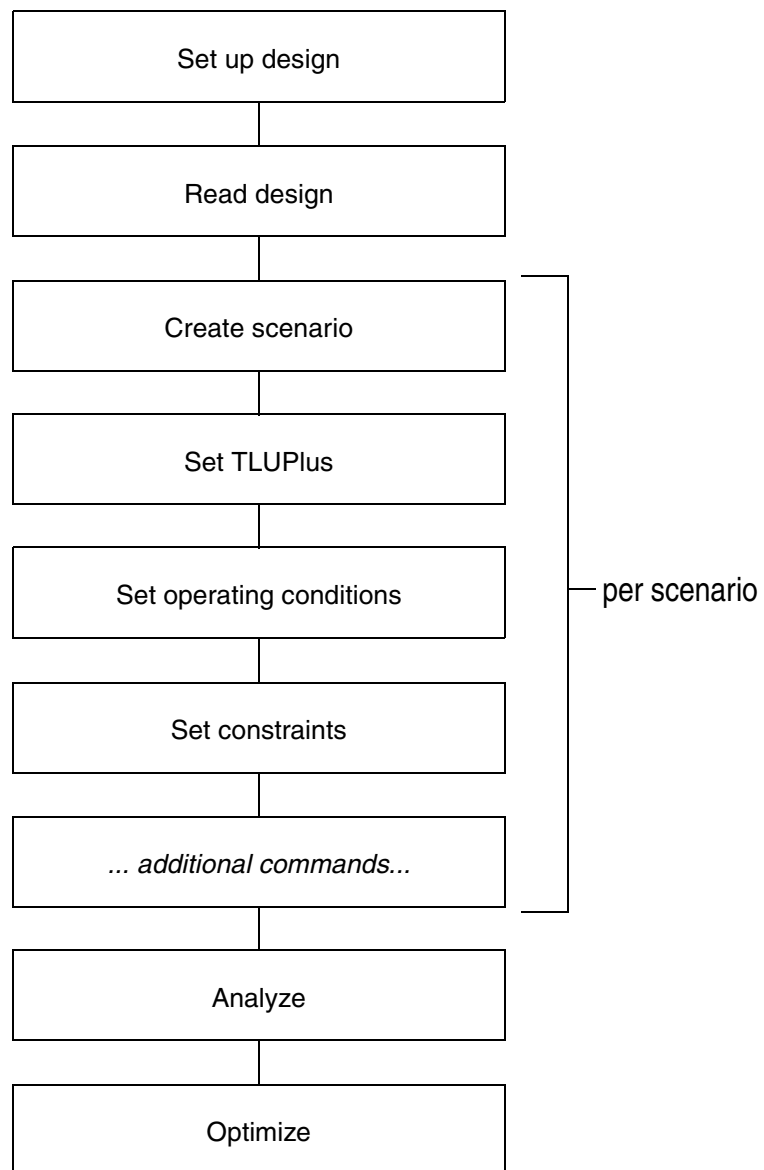 Set up design
Read design
Create scenario
Set TLUPlus
Set operating conditions
per scenario
Set constraints
... additional commands...
Analyze
Optimize